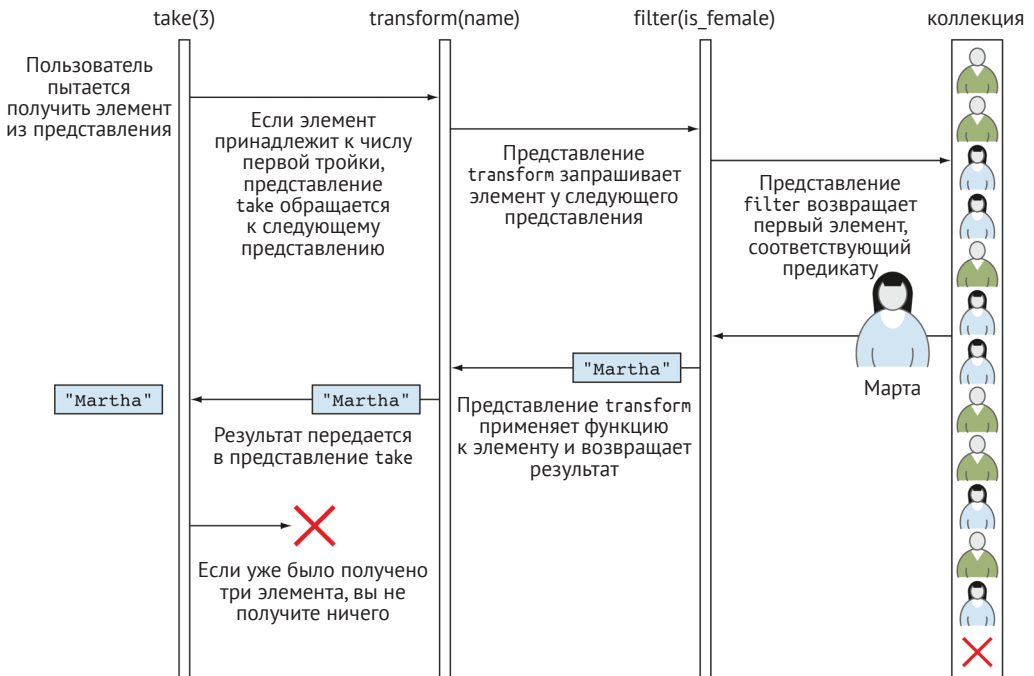 take(3)
transform(name)
filter(is_female)
коллекция
Пользователь
пытается
получить элемент
из представления
Если элемент
принадлежит к числу
первой тройки,
представление
take обращается
к следующему
представлению
Представление
transform запрашивает
элемент у следующего
представления
Представление
filter возвращает
первый элемент,
соответствующий
предикату
Марта
"Martha"
"Martha"
"Martha"
Представление transform
применяет функцию
к элементу и возвращает
результат
Результат передается
в представление take
Если уже было получено
три элемента, вы не
получите ничего